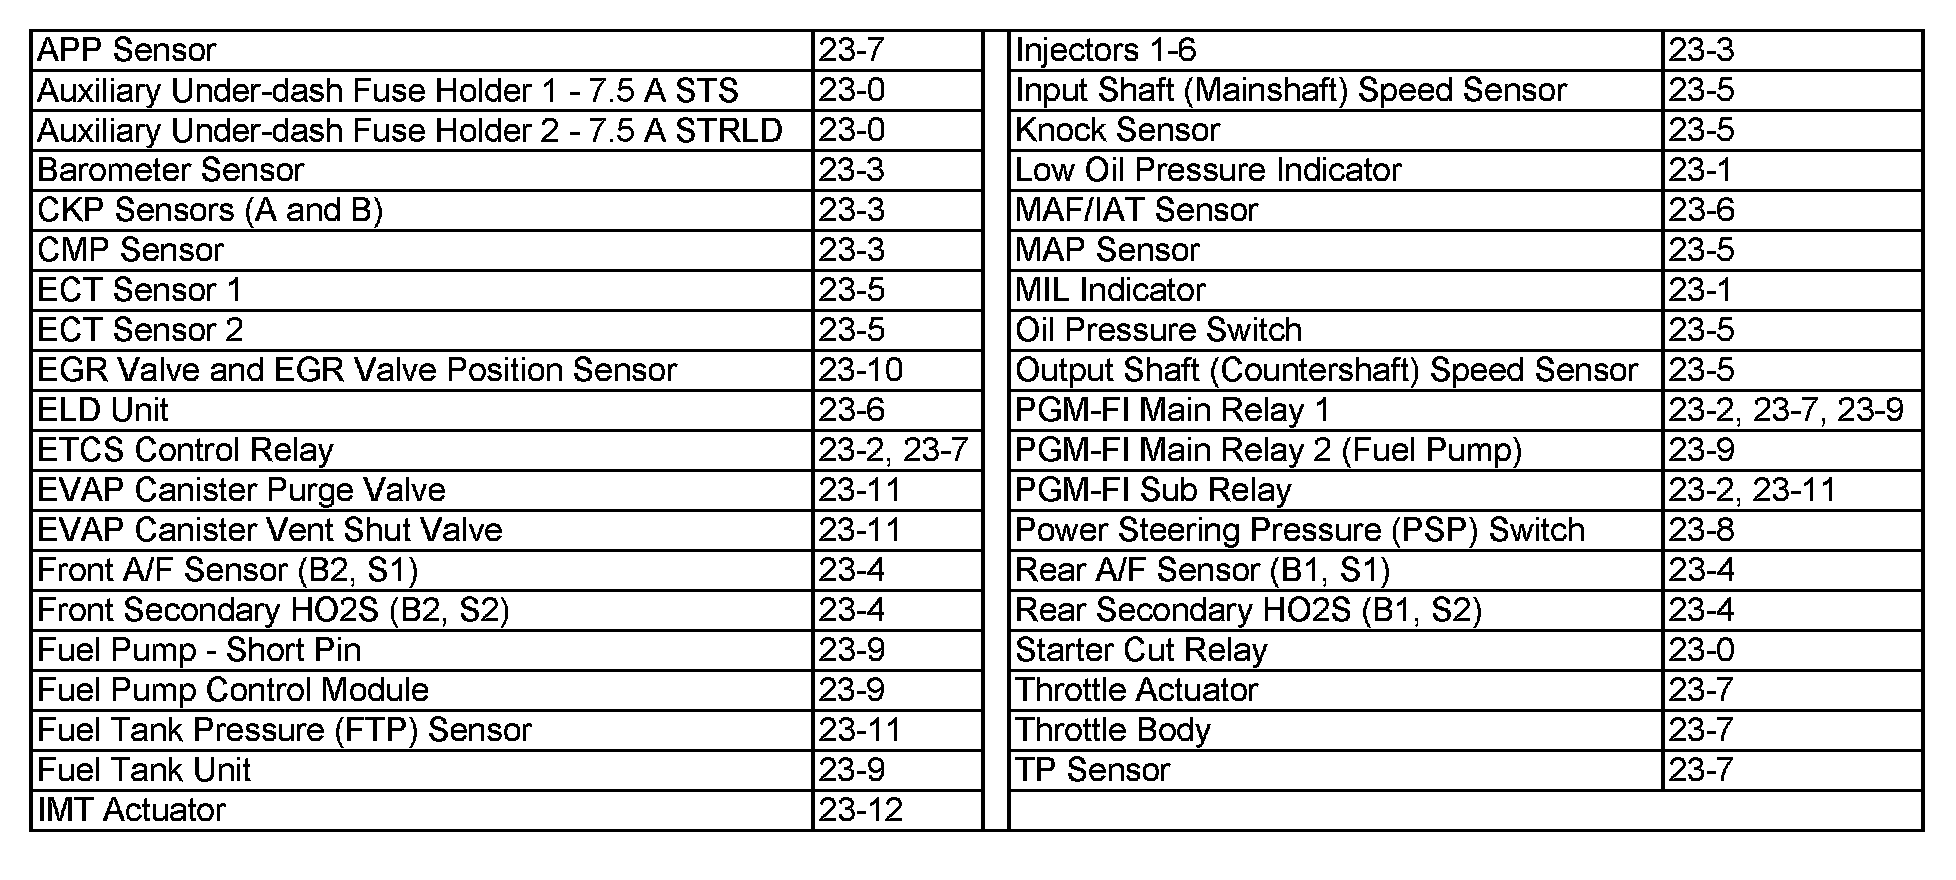 APP Sensor 23-7 Injectors 1-6 23-3
Auxiliary Under-dash Fuse Holder 1 - 7.5 A STS 23-0 Input Shaft (Mainshaft) Speed Sensor 23-5
Auxiliary Under-dash Fuse Holder 2 - 7.5 A STRLD 23-0 Knock Sensor 23-5
Barometer Sensor 23-3 Low Oil Pressure Indicator 23-1
CKP Sensors (A and B) 23-3 MAF/IAT Sensor 23-6
CMP Sensor 23-3 MAP Sensor 23-5
ECT Sensor 1 23-5 MIL Indicator 23-1
ECT Sensor 2 23-5 Oil Pressure Switch 23-5
EGR Valve and EGR Valve Position Sensor 23-10 Output Shaft (Countershaft) Speed Sensor 23-5
ELD Unit 23-6 PGM-FI Main Relay 1 23-2, 23-7, 23-9
ETCS Control Relay 23-2, 23-7 PGM-FI Main Relay 2 (Fuel Pump) 23-9
EVAP Canister Purge Valve 23-11 PGM-FI Sub Relay 23-2, 23-11
EVAP Canister Vent Shut Valve 23-11 Power Steering Pressure (PSP) Switch 23-8
Front A/F Sensor (B2, S1) 23-4 Rear A/F Sensor (B1, S1) 23-4
Front Secondary HO2S (B2, S2) 23-4 Rear Secondary HO2S (B1, S2) 23-4
Fuel Pump - Short Pin 23-9 Starter Cut Relay 23-0
Fuel Pump Control Module 23-9 Throttle Actuator 23-7
Fuel Tank Pressure (FTP) Sensor 23-11 Throttle Body 23-7
Fuel Tank Unit 23-9 TP Sensor 23-7
IMT Actuator 23-12